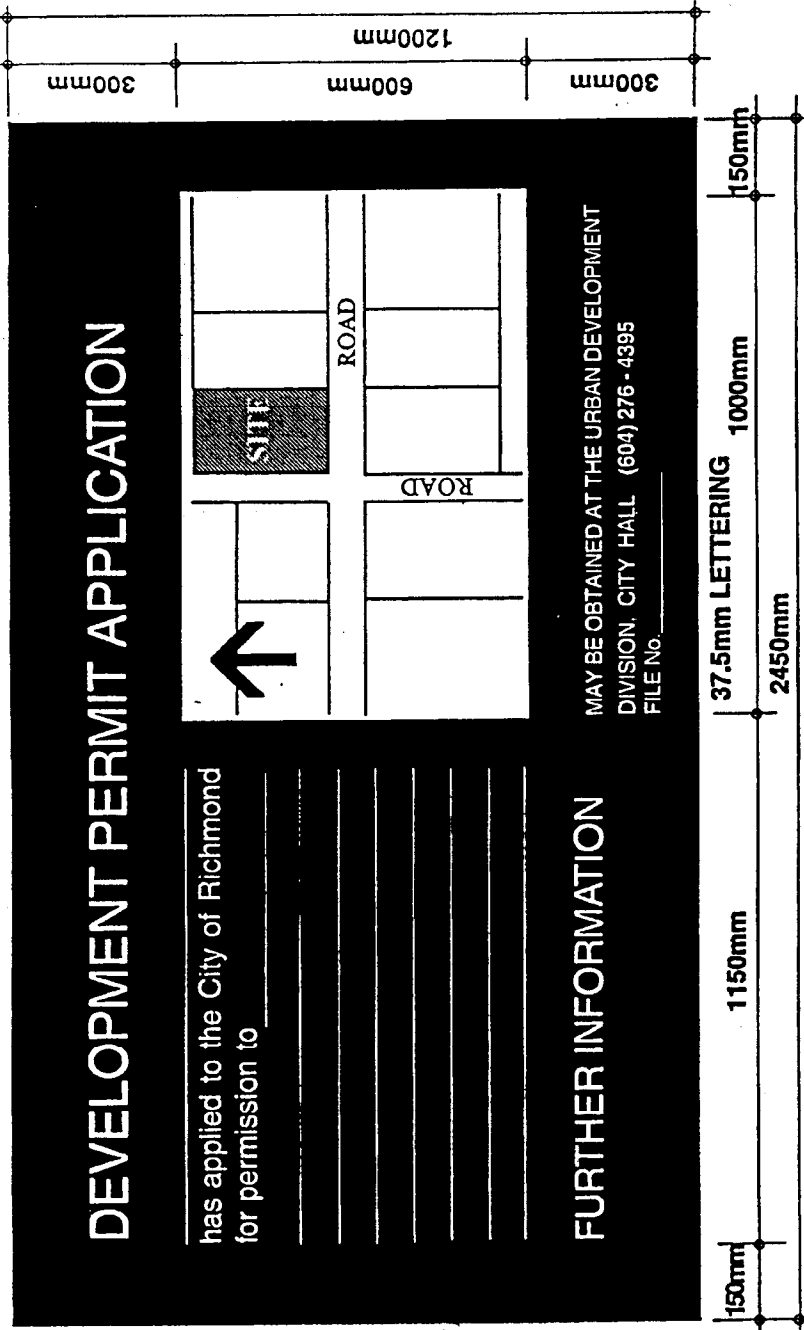 DEVELOPMENT PERMIT APPLICATION
has applied to the City of Richmond
for permission to
SITE
ROAD
ROAD
FURTHER INFORMATION
MAY BE OBTAINED AT THE URBAN DEVELOPMENT
DIVISION, CITY HALL (604) 276 - 4395
FILE No.
300mm
600mm
300mm
1200mm
150mm
1150mm
1000mm
150mm
37.5mm LETTERING
2450mm